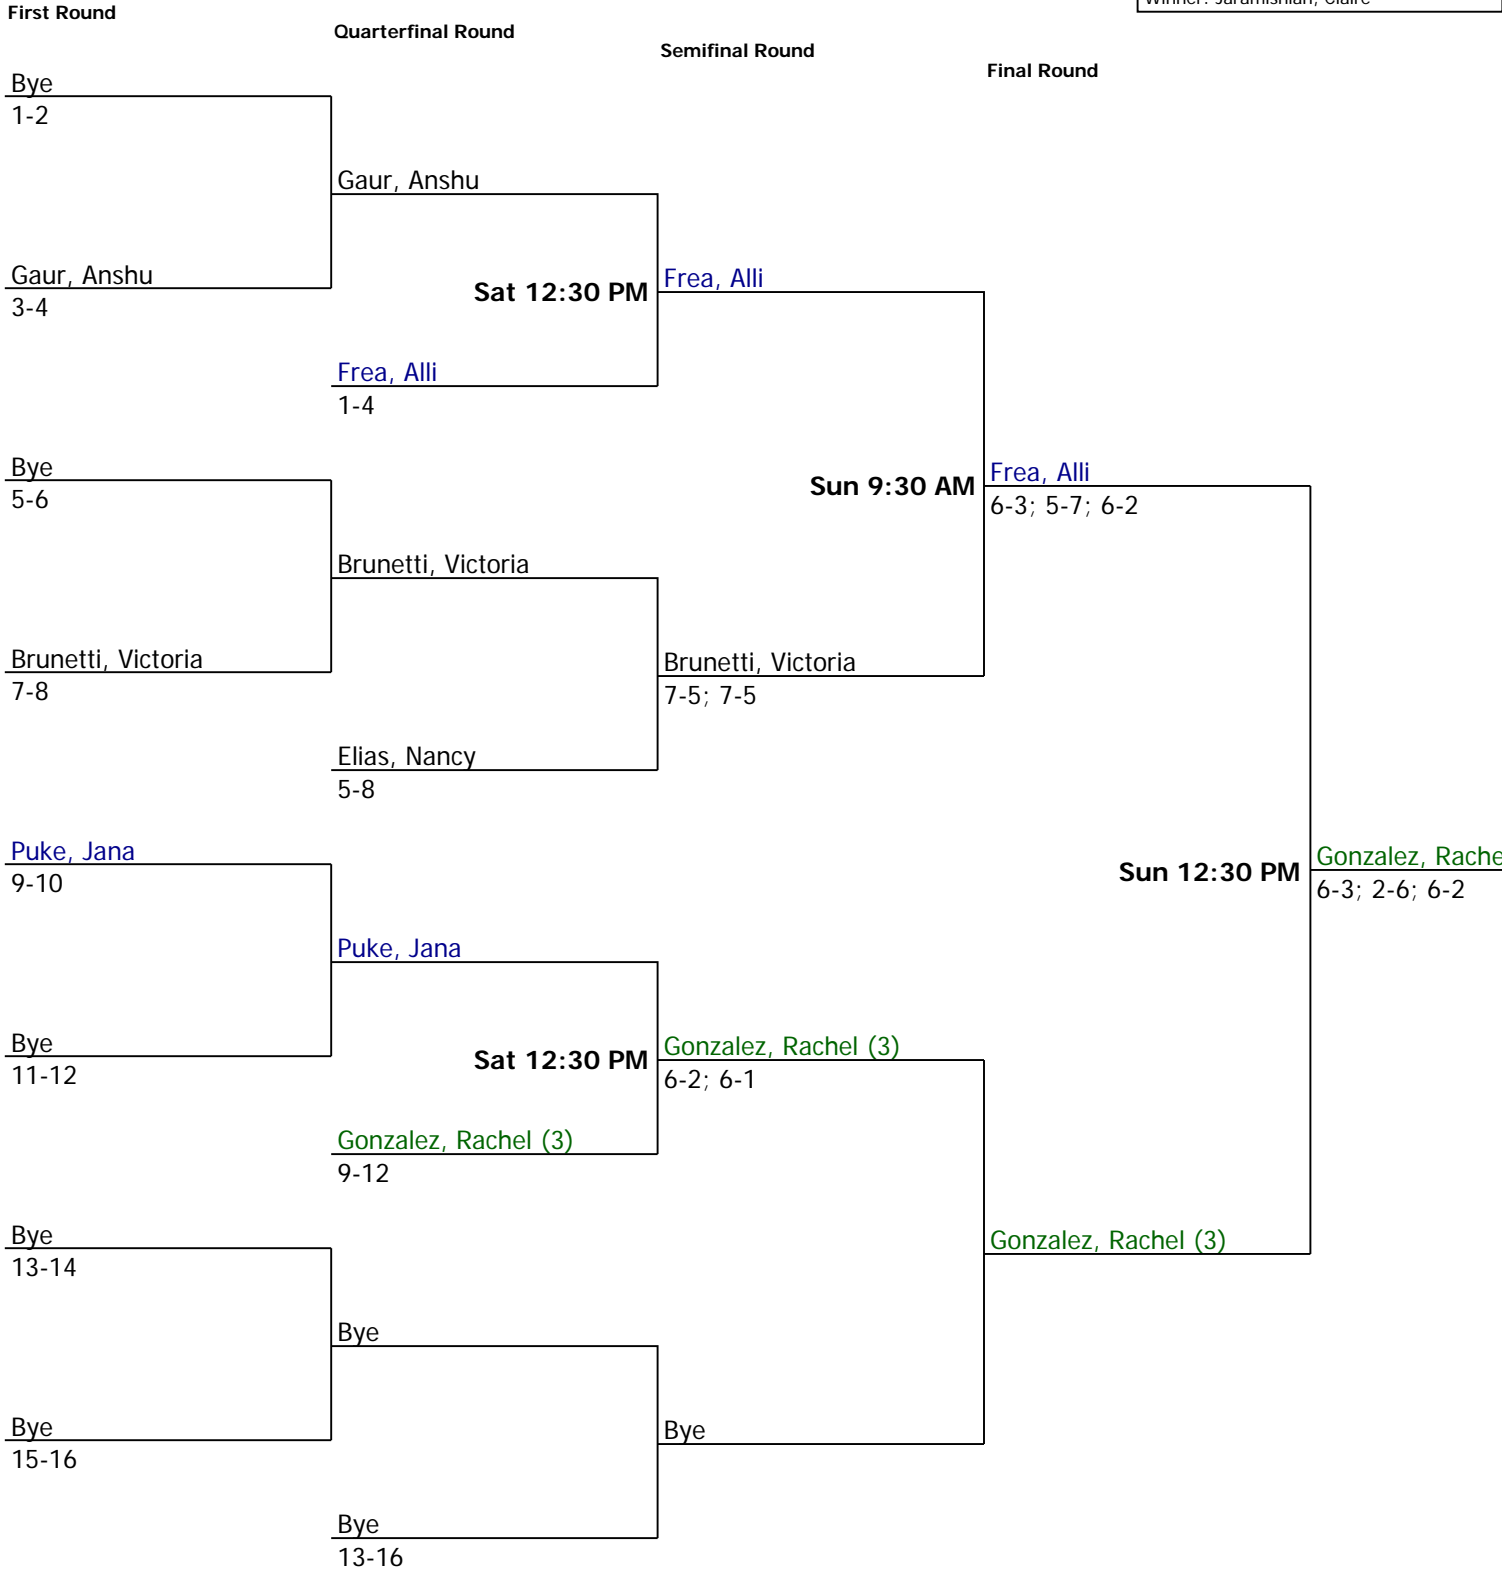 Winner: Jaramishian, Claire
First Round
Quarterfinal Round
Semifinal Round
Final Round
Bye
1-2
Gaur, Anshu
Gaur, Anshu
3-4
Sat 12:30 PM
Frea, Alli
Frea, Alli
1-4
Bye
5-6
Sun 9:30 AM
Frea, Alli
6-3; 5-7; 6-2
Brunetti, Victoria
Brunetti, Victoria
7-8
Brunetti, Victoria
7-5; 7-5
Elias, Nancy
5-8
Puke, Jana
9-10
Sun 12:30 PM
Gonzalez, Rache
6-3; 2-6; 6-2
Puke, Jana
Bye
11-12
Sat 12:30 PM
Gonzalez, Rachel (3)
6-2; 6-1
Gonzalez, Rachel (3)
9-12
Bye
13-14
Gonzalez, Rachel (3)
Bye
Bye
15-16
Bye
Bye
13-16